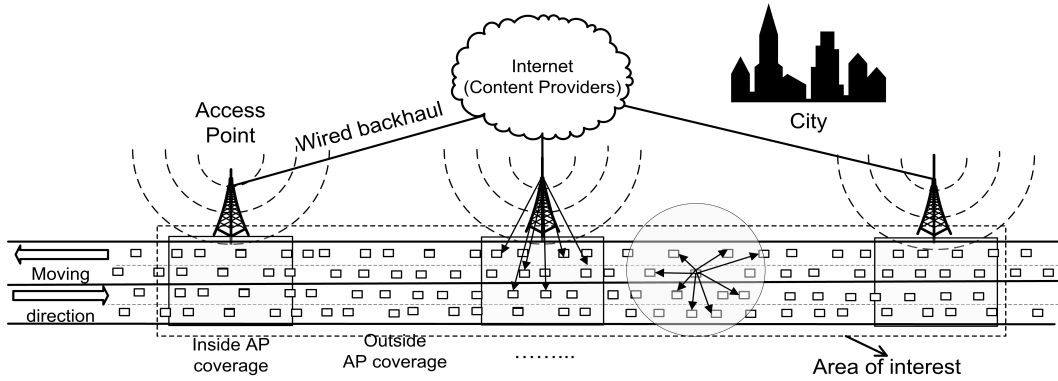 Internet
(Content Providers)
City
Access
Point
Wired backhaul
Moving
direction
Inside AP
coverage
Outside
AP coverage
.........
Area of interest